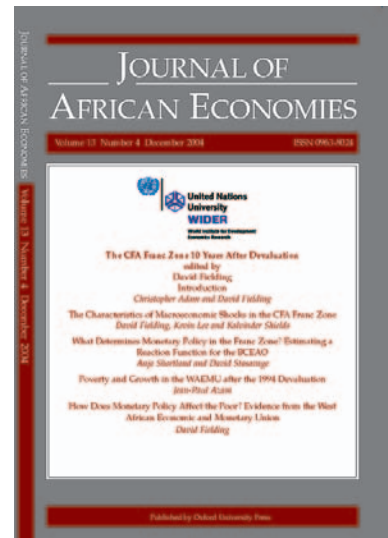 JOURNAL OF AFRICAN ECONOMIES
Volume 13 Number 4 December 2004
JOURNAL OF
AFRICAN ECONOMIES
Volume 13 Number 4 December 2004
ISSN 0963-8024
United Nations
University
WIDER
World Institute for Development
Economics Research
The CFA Franc Zone 10 Years After Devaluation
edited by
David Fielding
Introduction
Christopher Adam and David Fielding
The Characteristics of Macroeconomic Shocks in the CFA Franc Zone
David Fielding, Kevin Lee and Kalvinder Shields
What Determines Monetary Policy in the Franc Zone? Estimating a
Reaction Function for the BCEAO
Anja Shortland and David Stasavage
Poverty and Growth in the WAEMU after the 1994 Devaluation
Jean-Paul Azam
How Does Monetary Policy Affect the Poor? Evidence from the West
African Economic and Monetary Union
David Fielding
Published by Oxford University Press